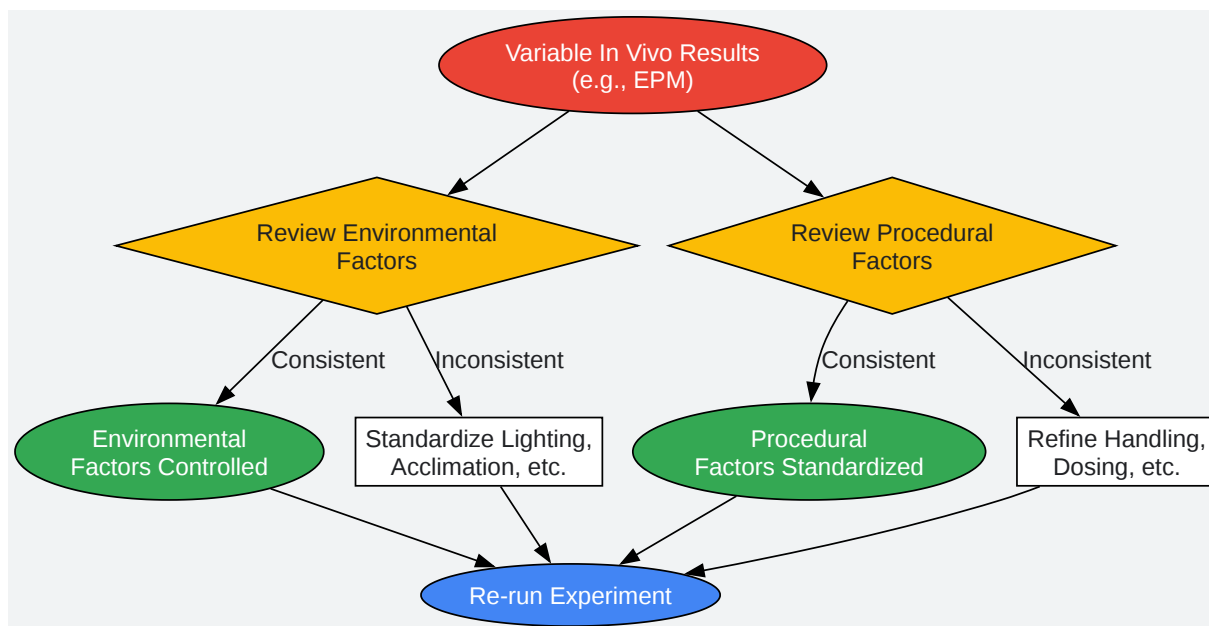 Variable In Vivo Results
(e.g., EPM)
Review Environmental
Factors
Review Procedural
Factors
Consistent
Inconsistent
Consistent
Inconsistent
Environmental
Factors Controlled
Standardize Lighting,
Acclimation, etc.
Procedural
Factors Standardized
Refine Handling,
Dosing, etc.
Re-run Experiment